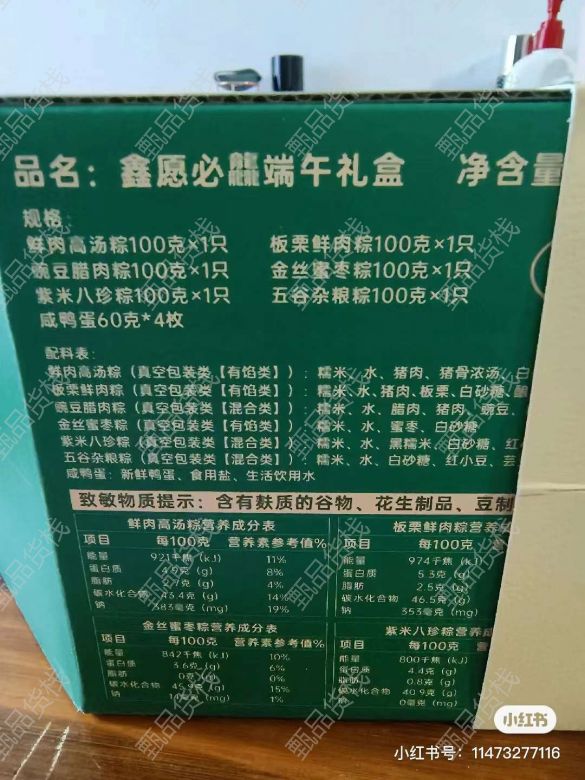 品名：鑫愿必龘端午礼盒 净含量
规格：
鲜肉高汤粽100克×1只 板栗鲜肉粽100克×1只
豌豆腊肉粽100克×1只 金丝蜜枣粽100克×1只
紫米八珍粽100克×1只 五谷杂粮粽100克×1只
咸鸭蛋60克*4枚
配料表：
鲜肉高汤粽（真空包装类【有馅类】）：糯米、水、猪肉、猪骨浓汤、白
板栗鲜肉粽（真空包装类【有馅类】）：糯米、水、猪肉、板栗、白砂糖、酿
豌豆腊肉粽（真空包装类【混合类】）：糯米、水、腊肉、猪肉、豌豆、
金丝蜜枣粽（真空包装类【有馅类】）：糯米、水、蜜枣、白砂糖
紫米八珍粽（真空包装类【混合类】）：糯米、水、黑糯米、白砂糖、红
五谷杂粮粽（真空包装类【混合类】）：糯米、水、白砂糖、红小豆、芸
咸鸭蛋：新鲜鸭蛋、食用盐、生活饮用水
致敏物质提示：含有麸质的谷物、花生制品、豆制
鲜肉高汤粽营养成分表 板栗鲜肉粽营养
项目 每100克 营养素参考值% 项目 每100克 营养
能量 921千焦（kJ） 11% 能量 974千焦（kJ）
蛋白质 4.9克（g） 8% 蛋白质 5.3克（g）
脂肪 2.7克（g） 4% 脂肪 2.5克（g）
碳水化合物 43.4克（g） 14% 碳水化合物 46.5克（g）
钠 383毫克（mg） 19% 钠 353毫克（mg）
金丝蜜枣粽营养成分表 紫米八珍粽营养成
项目 每100克 营养素参考值% 项目 每100克 营
能量 842千焦（kJ） 10% 能量 800千焦（kJ）
蛋白质 3.6克（g） 6% 蛋白质 4.4克（g）
脂肪 0克（g） 0% 脂肪 0.8克（g）
碳水化合物 45.9克（g） 15% 碳水化合物 40.9克（g）
钠 毫克（mg） 1% 钠 0毫克（mg）
小红书
小红书号：11473277116
甄品货栈